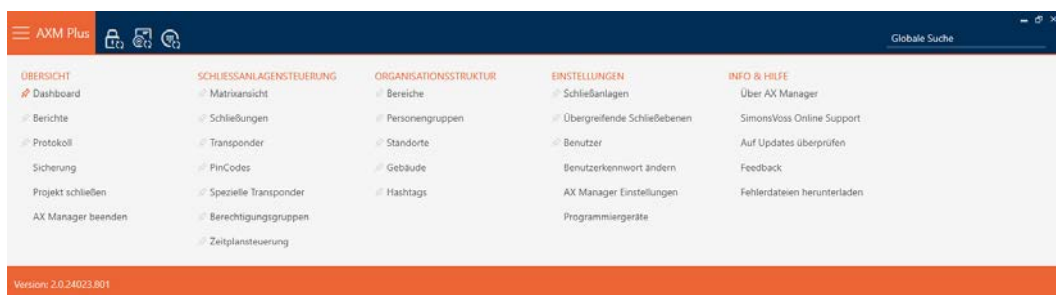 AXM Plus
Globale Suche
ÜBERSICHT
Dashboard
Berichte
Protokoll
Sicherung
Projekt schließen
AX Manager beenden
SCHLIESSANLAGENSTEUERUNG
Matrixansicht
Schließungen
Transponder
PinCodes
Spezielle Transponder
Berechtigungsgruppen
Zeitplansteuerung
ORGANISATIONSSTRUKTUR
Bereiche
Personengruppen
Standorte
Gebäude
Hashtags
EINSTELLUNGEN
Schließanlagen
Übergreifende Schließebenen
Benutzer
Benutzerkennwort ändern
AX Manager Einstellungen
Programmiergeräte
INFO & HILFE
Über AX Manager
SimonsVoss Online Support
Auf Updates überprüfen
Feedback
Fehlerdateien herunterladen
Version: 2.0.24023.801